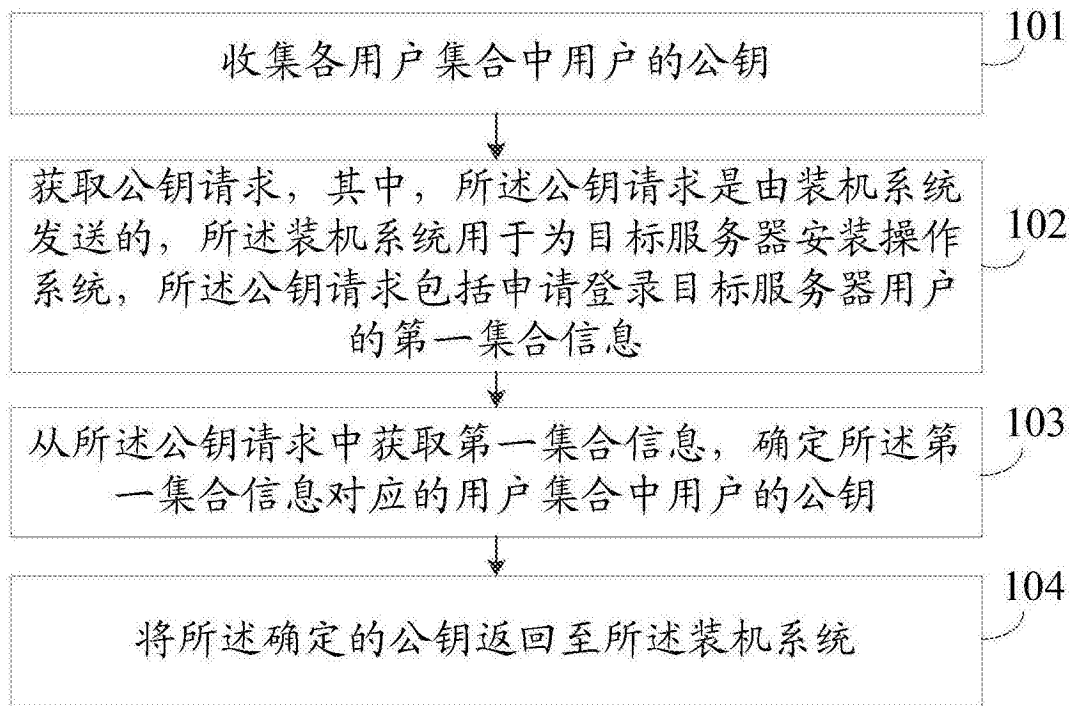 101
收集各用户集合中用户的公钥
获取公钥请求，其中，所述公钥请求是由装机系统
发送的，所述装机系统用于为目标服务器安装操作
系统，所述公钥请求包括申请登录目标服务器用户
的第一集合信息
102
从所述公钥请求中获取第一集合信息，确定所述第
一集合信息对应的用户集合中用户的公钥
103
将所述确定的公钥返回至所述装机系统
104